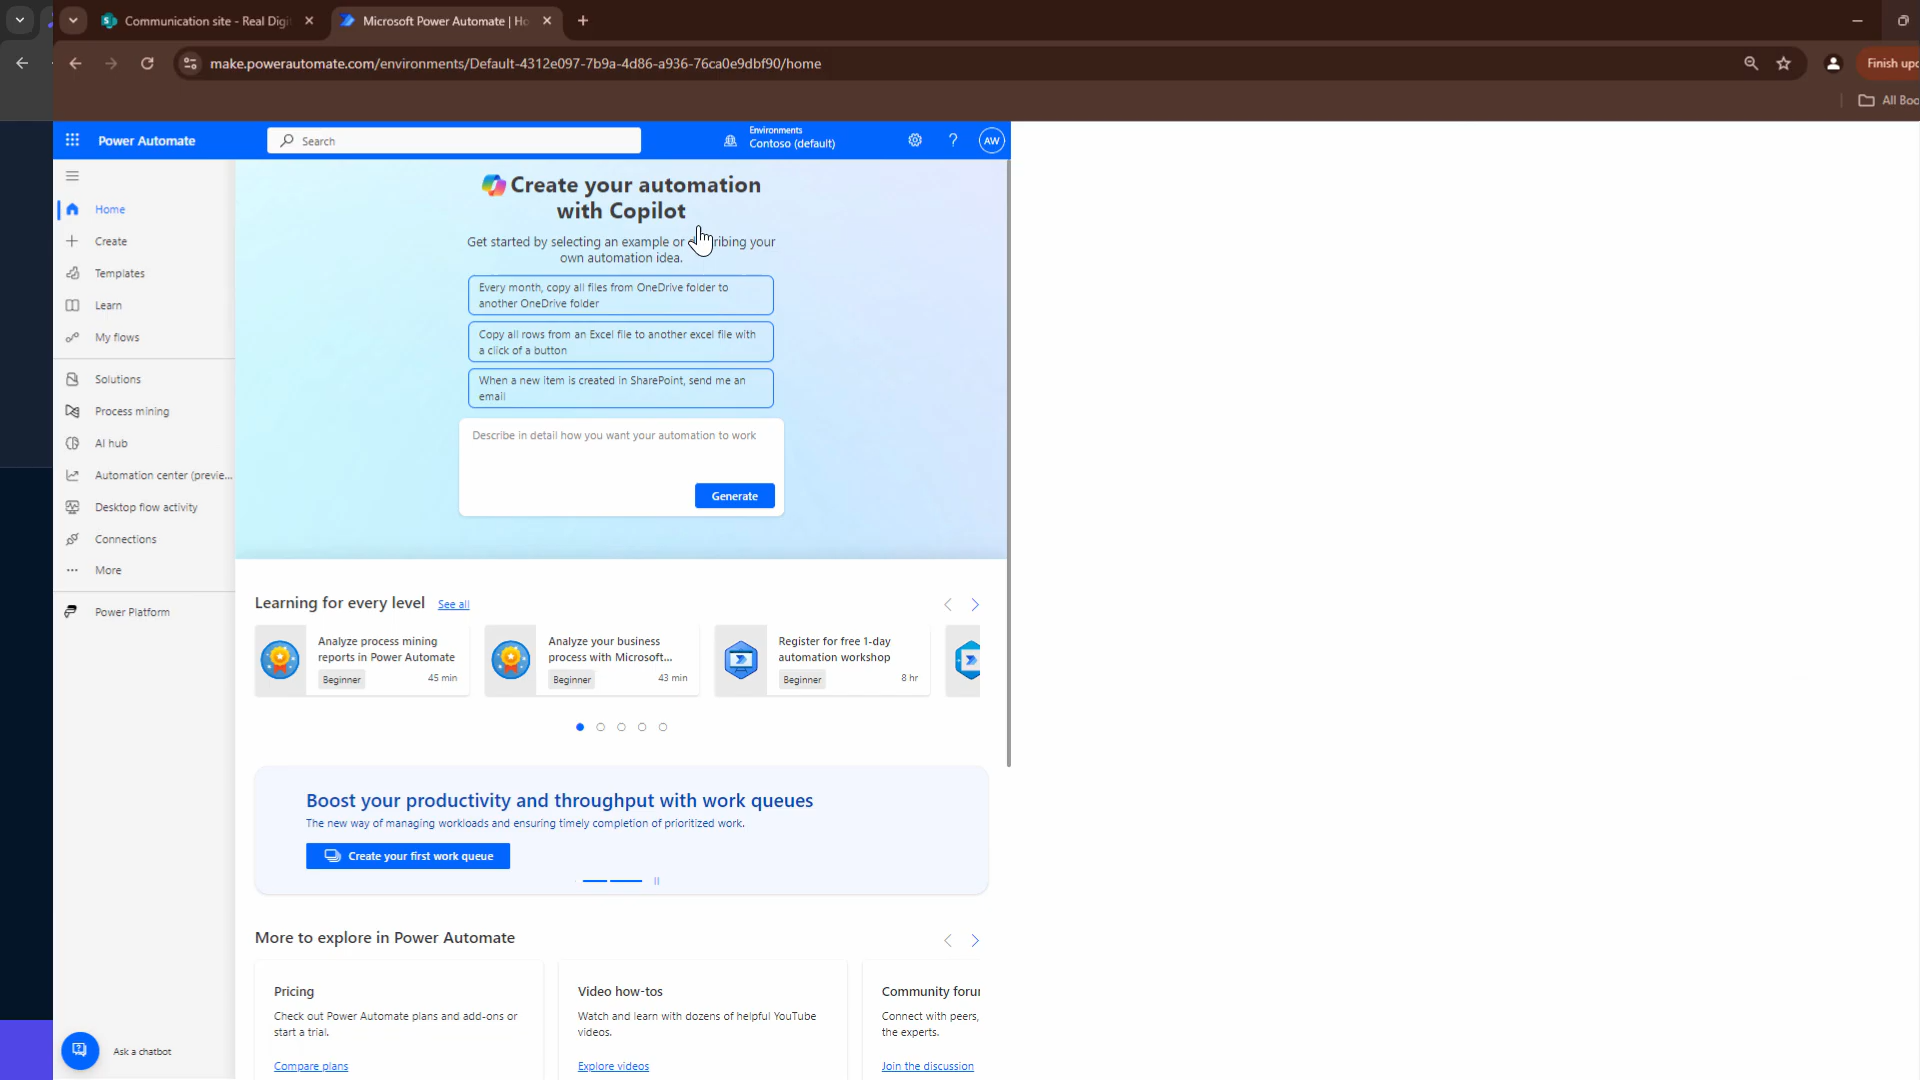 Communication site - Real Digi
Microsoft Power Automate | Ho
make.powerautomate.com/environments/Default-4312e097-7b9a-4d86-a936-76ca0e9dbf90/home
Finish upd
All Boo
Power Automate
Search
Environments
Contoso (default)
AW
Home
Create
Templates
Learn
My flows
Solutions
Process mining
AI hub
Automation center (previe...
Desktop flow activity
Connections
More
Power Platform
Ask a chatbot
Create your automation
with Copilot
Get started by selecting an example or describing your
own automation idea.
Every month, copy all files from OneDrive folder to
another OneDrive folder
Copy all rows from an Excel file to another excel file with
a click of a button
When a new item is created in SharePoint, send me an
email
Describe in detail how you want your automation to work
Generate
Learning for every level See all
Analyze process mining
reports in Power Automate
Beginner 45 min
Analyze your business
process with Microsoft...
Beginner 43 min
Register for free 1-day
automation workshop
Beginner 8 hr
Boost your productivity and throughput with work queues
The new way of managing workloads and ensuring timely completion of prioritized work.
Create your first work queue
More to explore in Power Automate
Pricing
Check out Power Automate plans and add-ons or
start a trial.
Compare plans
Video how-tos
Watch and learn with dozens of helpful YouTube
videos.
Explore videos
Community foru
Connect with peers,
the experts.
Join the discussion